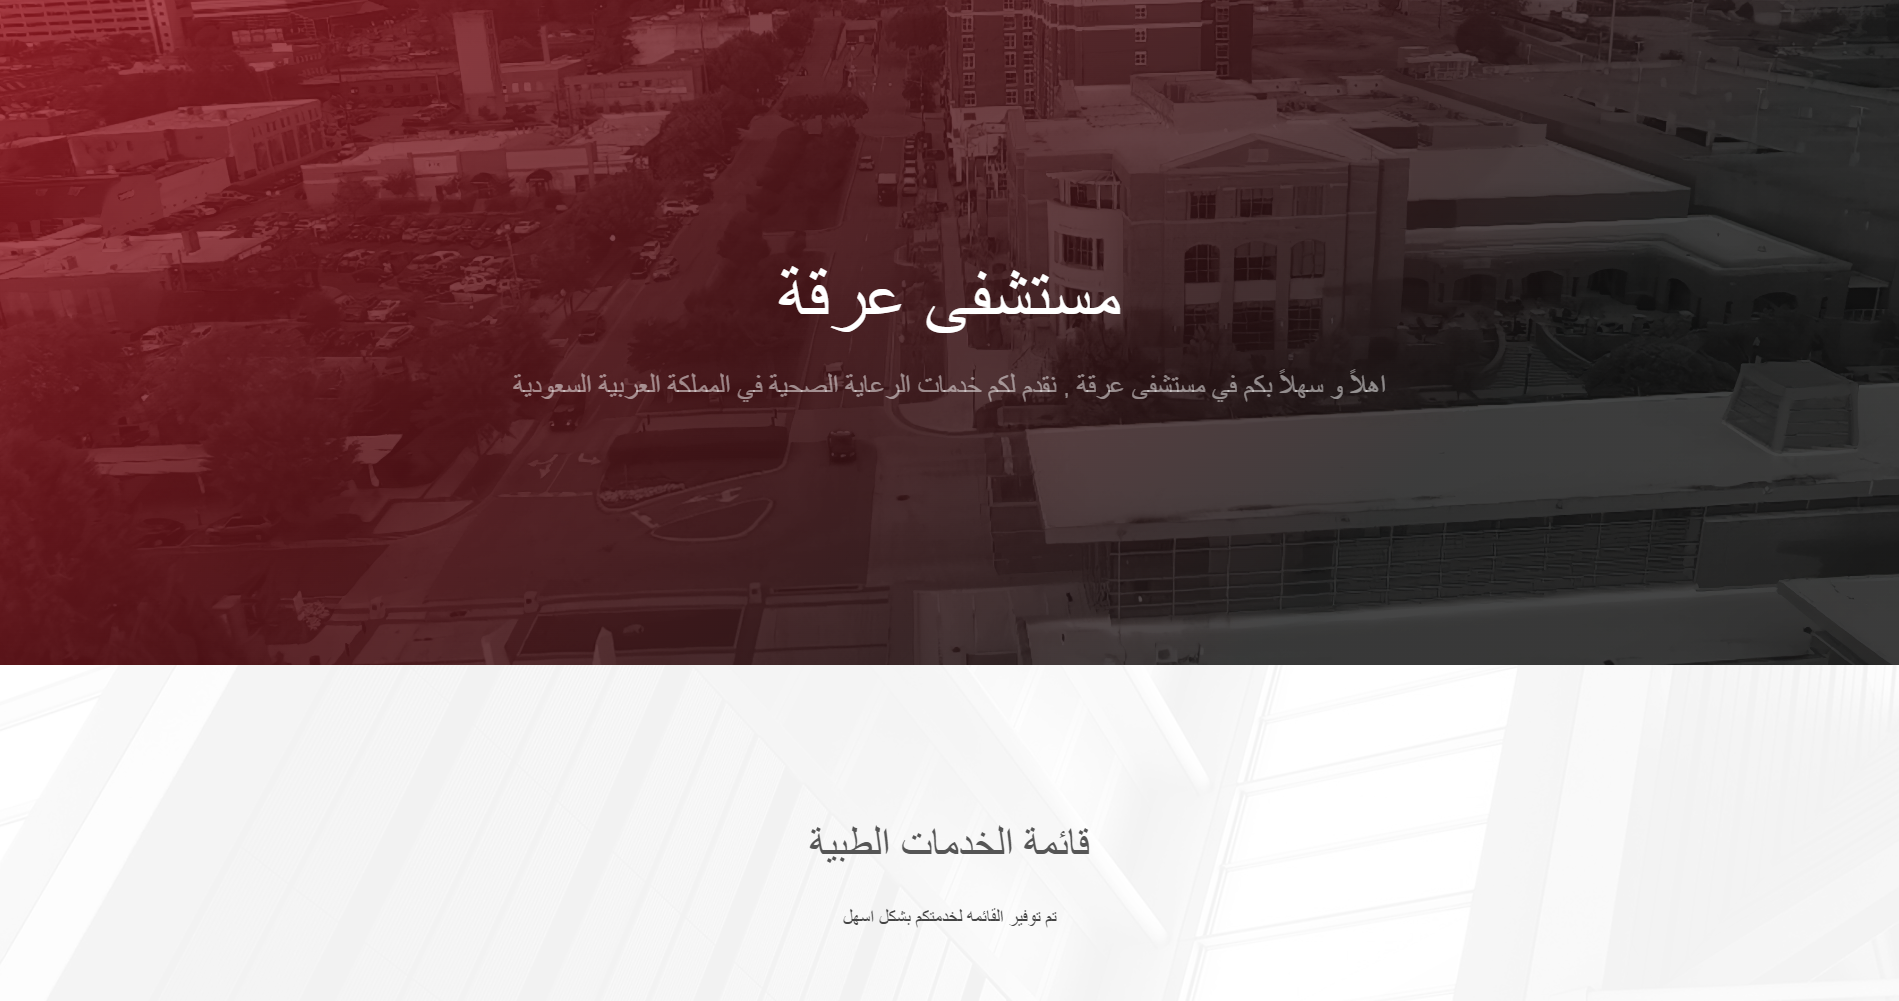 مستشفى عرقة
اهلاً و سهلاً بكم في مستشفى عرقة , نقدم لكم خدمات الرعاية الصحية في المملكة العربية السعودية
قائمة الخدمات الطبية
تم توفير القائمه لخدمتكم بشكل اسهل